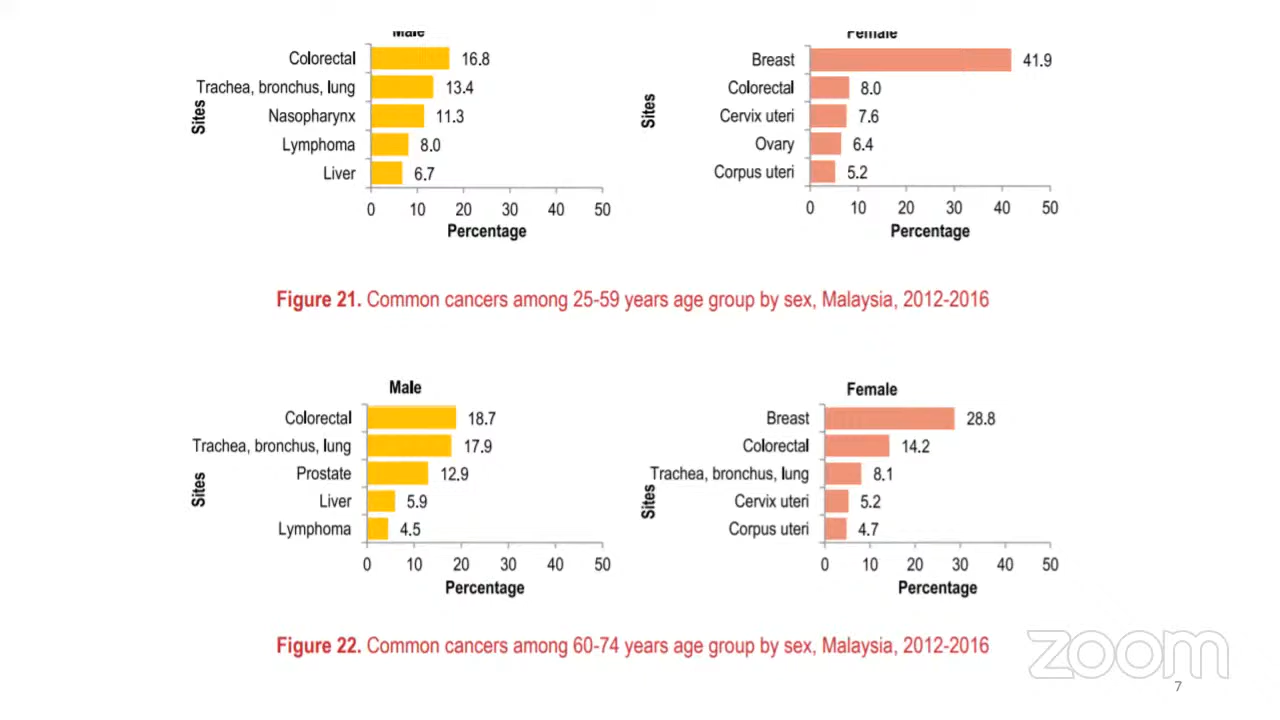 Male
Colorectal 16.8
Trachea, bronchus, lung 13.4
Nasopharynx 11.3
Lymphoma 8.0
Liver 6.7
Sites
0 10 20 30 40 50
Percentage
Female
Breast 41.9
Colorectal 8.0
Cervix uteri 7.6
Ovary 6.4
Corpus uteri 5.2
Sites
0 10 20 30 40 50
Percentage
Figure 21. Common cancers among 25-59 years age group by sex, Malaysia, 2012-2016
Male
Colorectal 18.7
Trachea, bronchus, lung 17.9
Prostate 12.9
Liver 5.9
Lymphoma 4.5
Sites
0 10 20 30 40 50
Percentage
Female
Breast 28.8
Colorectal 14.2
Trachea, bronchus, lung 8.1
Cervix uteri 5.2
Corpus uteri 4.7
Sites
0 10 20 30 40 50
Percentage
Figure 22. Common cancers among 60-74 years age group by sex, Malaysia, 2012-2016
zoom
7